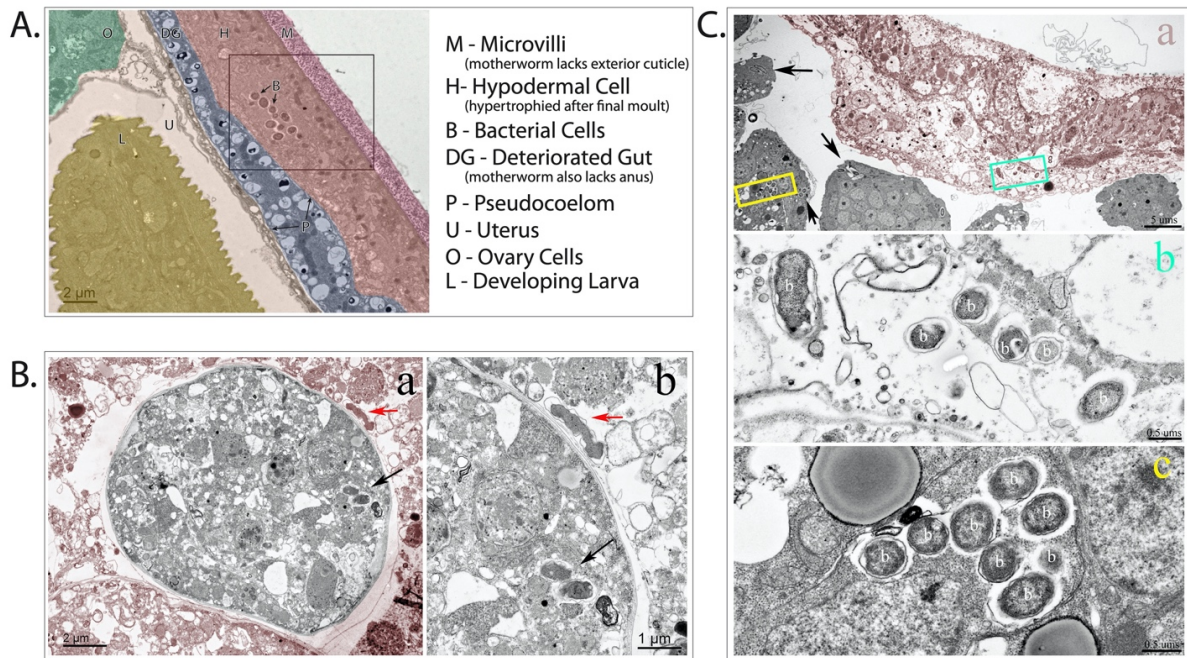 A.
O
DG
H
M
B
L
U
P
2 µm
M - Microvilli
(motherworm lacks exterior cuticle)
H- Hypodermal Cell
(hypertrophied after final moult)
B - Bacterial Cells
DG - Deteriorated Gut
(motherworm also lacks anus)
P - Pseudocoelom
U - Uterus
O - Ovary Cells
L - Developing Larva
B.
a
2 µm
b
1 µm
C.
a
5 ums
b
b
b
b
b
b
b
0.5 ums
c
b
b
b
b
b
b
b
b
b
0.5 ums